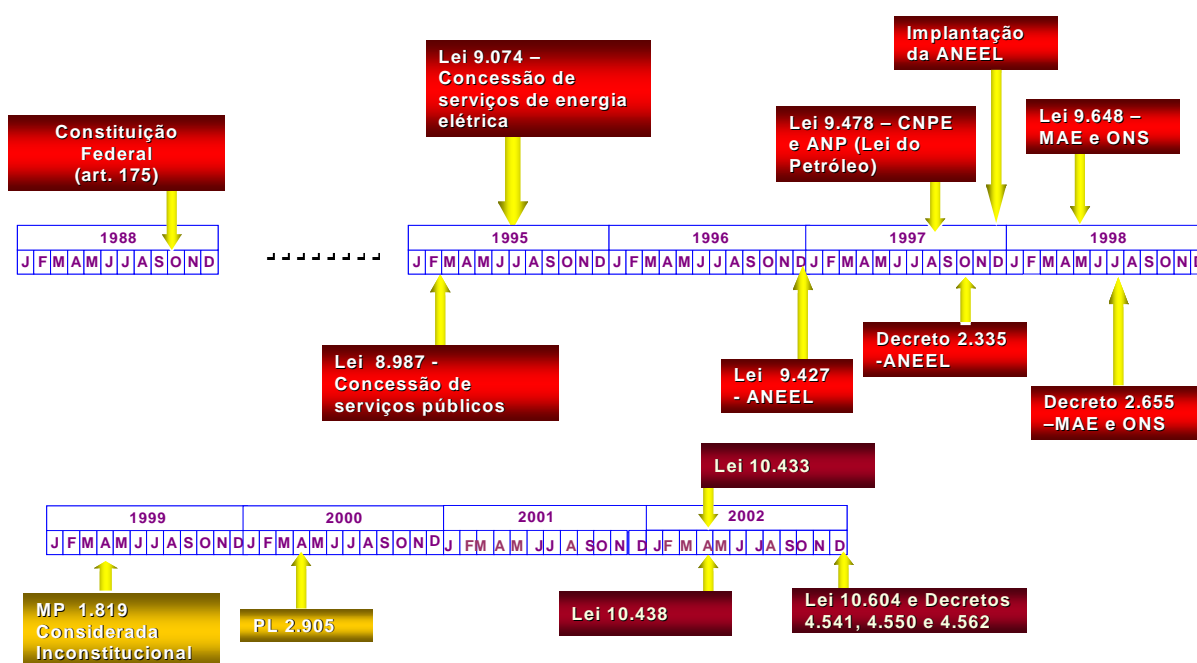 Implantação
da ANEEL
Lei 9.074 –
Concessão de
serviços de energia
elétrica
Lei 9.478 – CNPE
e ANP (Lei do
Petróleo)
Lei 9.648 –
MAE e ONS
Constituição
Federal
(art. 175)
1988
J F M A M J J A S O N D
1995
J F M A M J J A S O N D
1996
J F M A M J J A S O N D
1997
J F M A M J J A S O N D
1998
J F M A M J J A S O N D
Lei 8.987 -
Concessão de
serviços públicos
Lei 9.427
- ANEEL
Decreto 2.335
-ANEEL
Decreto 2.655
–MAE e ONS
Lei 10.433
1999
J F M A M J J A S O N D
2000
J F M A M J J A S O N D
2001
J F M A M J J A S O N D
2002
J F M A M J J A S O N D
MP 1.819
Considerada
Inconstitucional
PL 2.905
Lei 10.438
Lei 10.604 e Decretos
4.541, 4.550 e 4.562